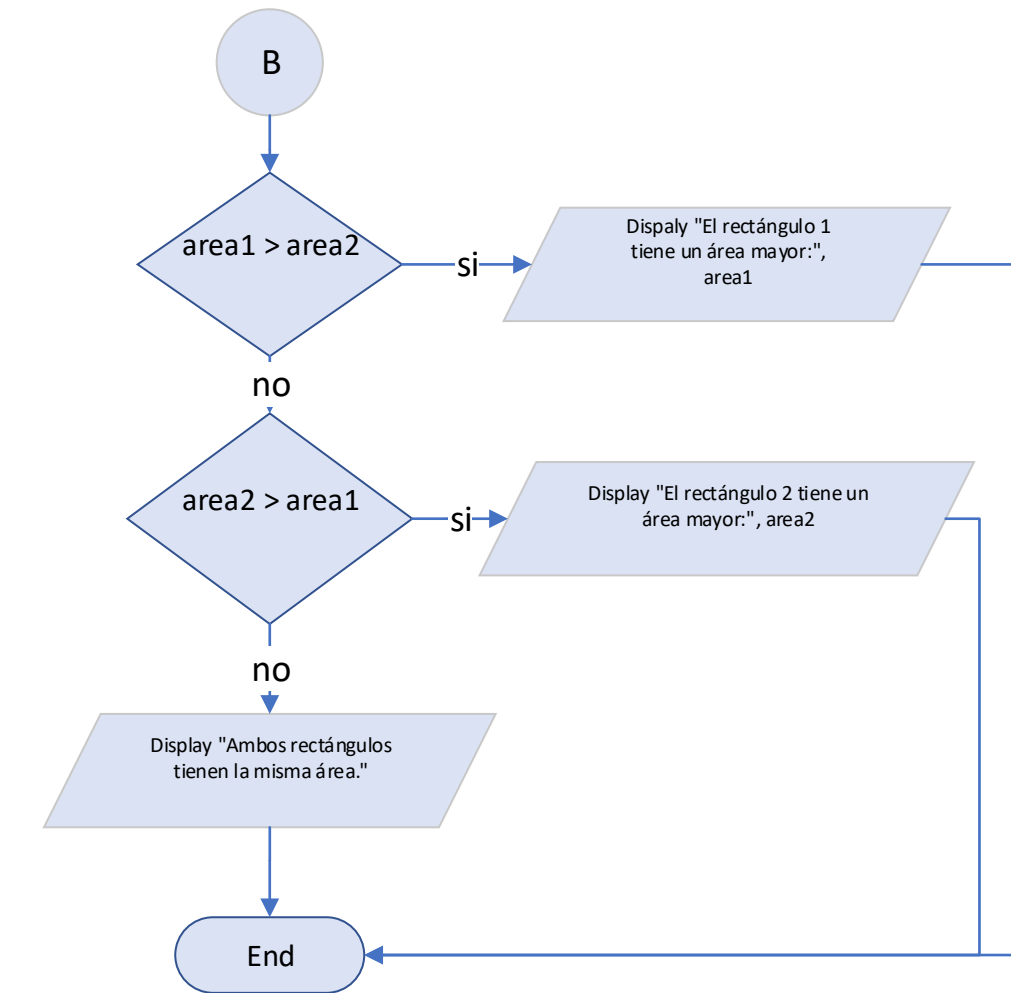 B
area1 > area2
si
Dispaly "El rectángulo 1
tiene un área mayor:",
area1
no
area2 > area1
si
Display "El rectángulo 2 tiene un
área mayor:", area2
no
Display "Ambos rectángulos
tienen la misma área."
End